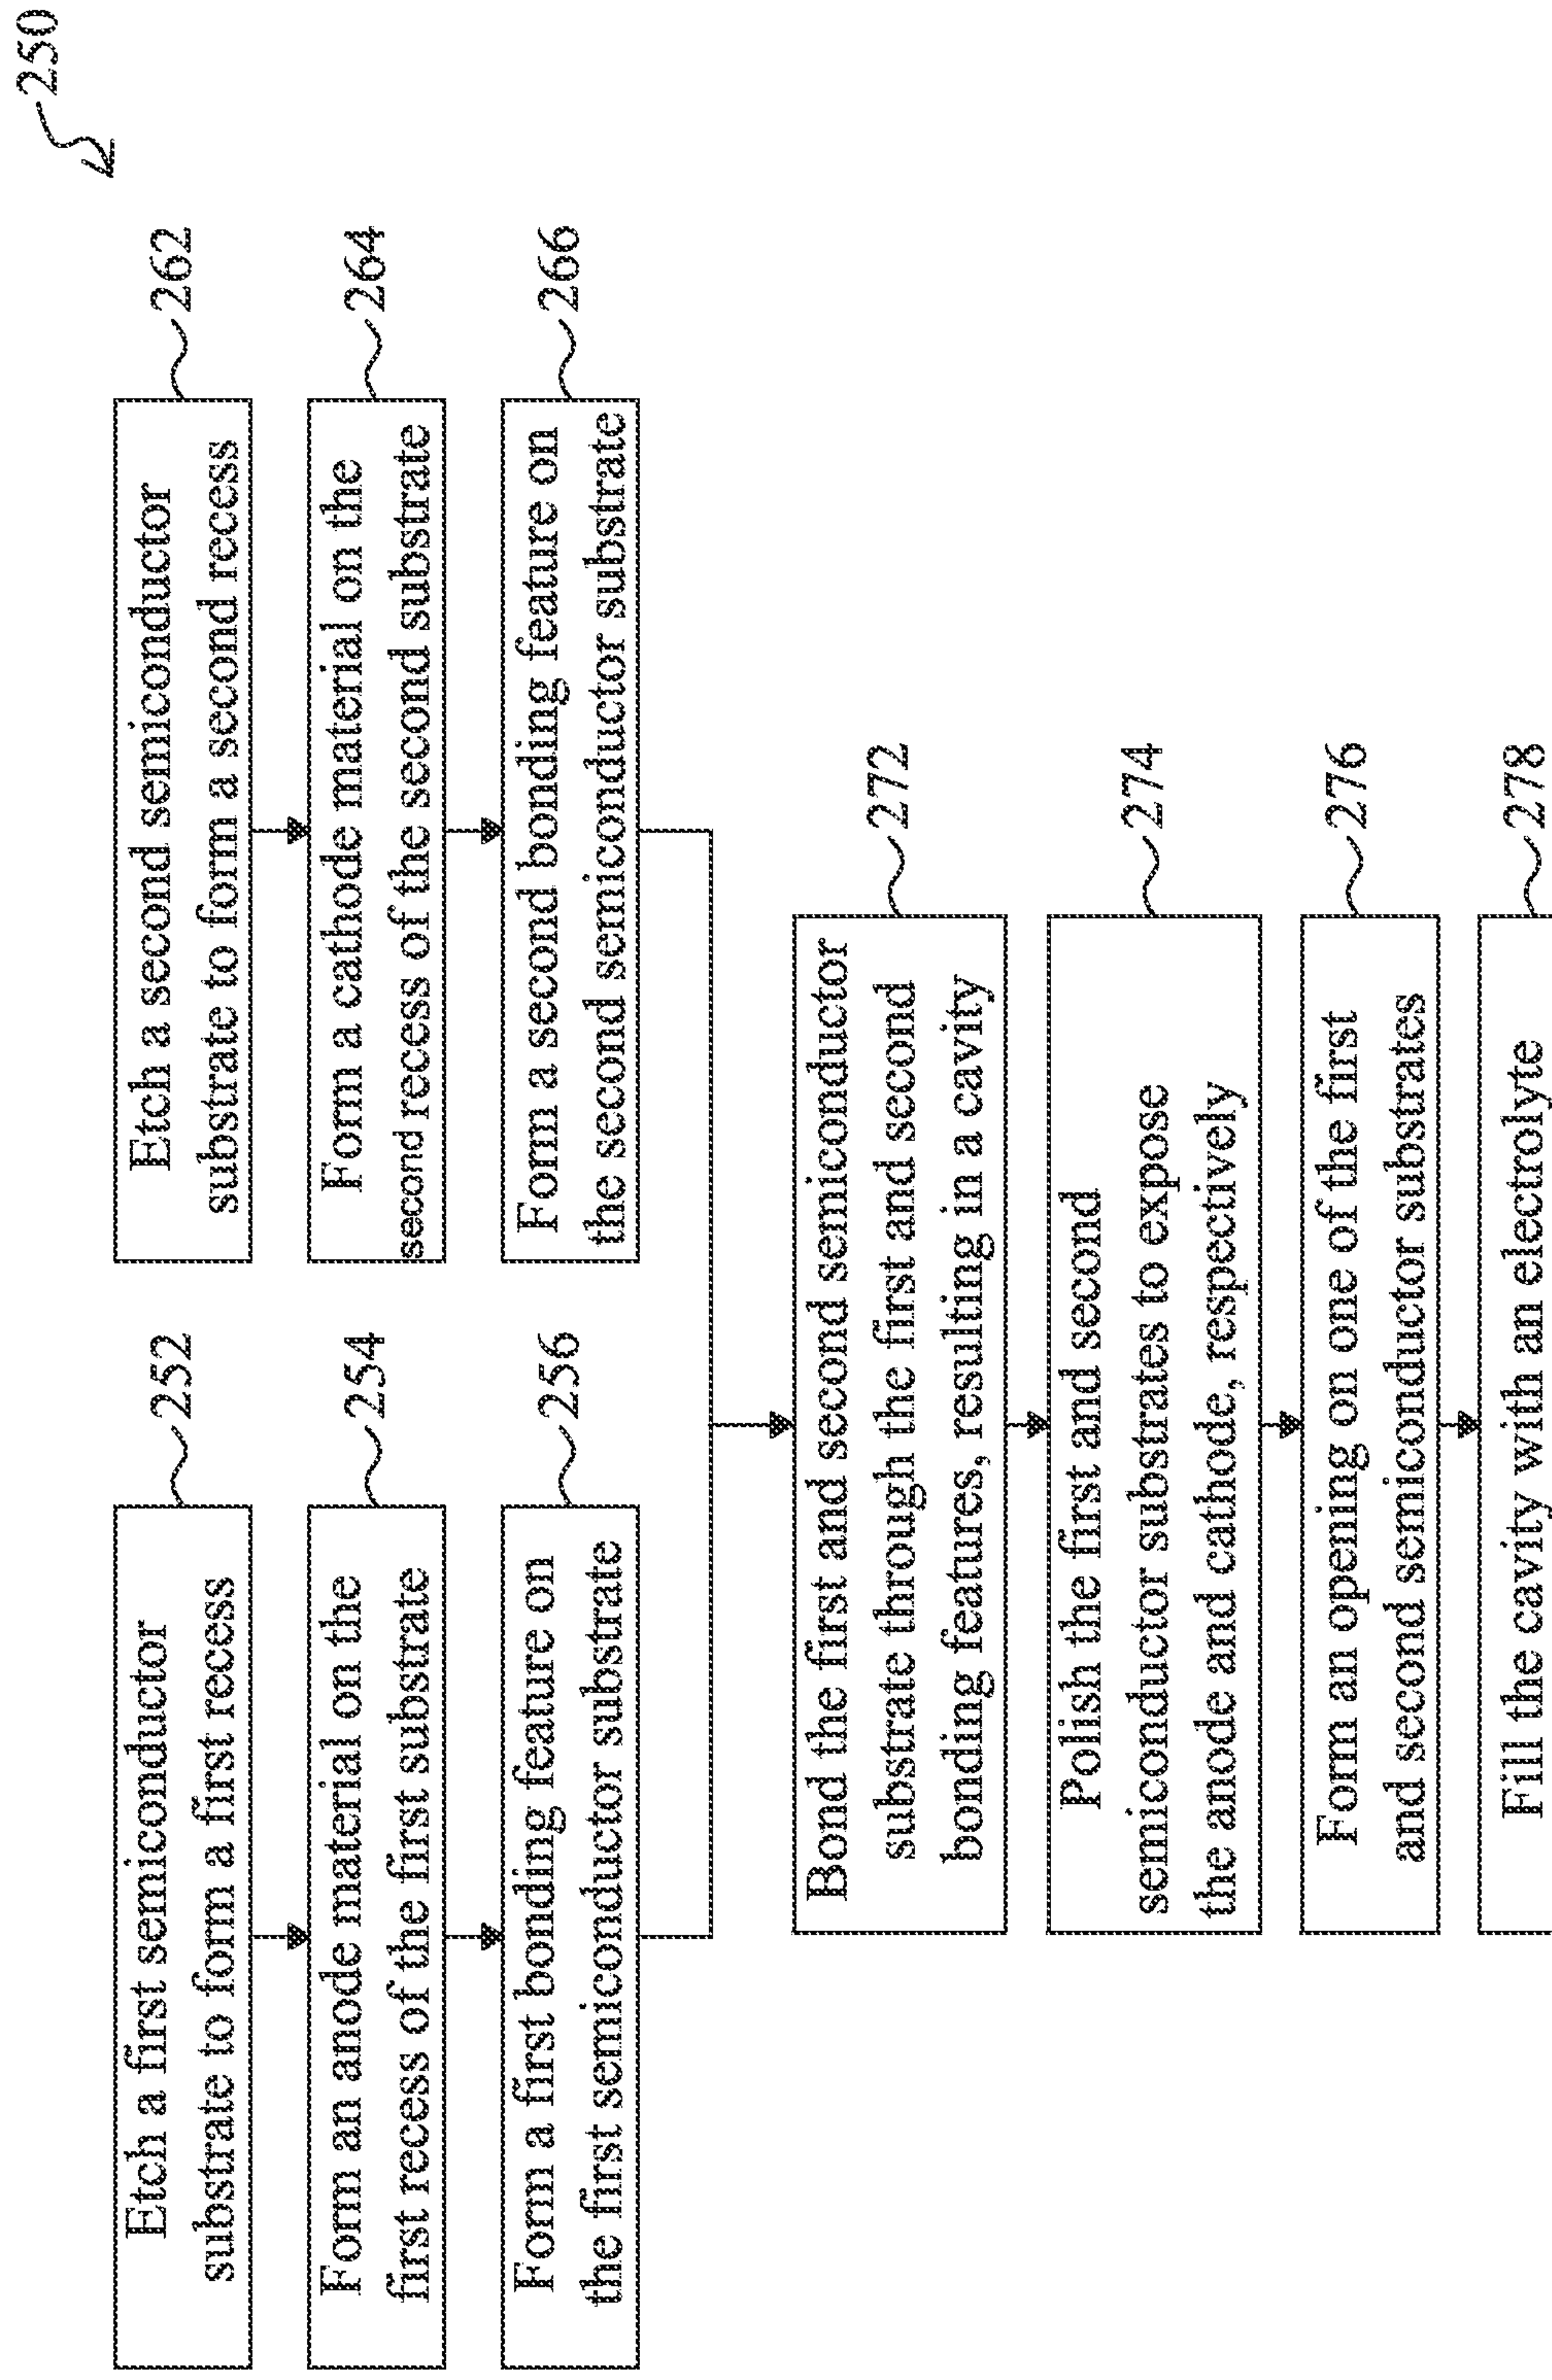 250
Etch a first semiconductor
substrate to form a first recess
252
Form an anode material on the
first recess of the first substrate
254
Form a first bonding feature on
the first semiconductor substrate
256
Etch a second semiconductor
substrate to form a second recess
262
Form a cathode material on the
second recess of the second substrate
264
Form a second bonding feature on
the second semiconductor substrate
266
Bond the first and second semiconductor
substrate through the first and second
bonding features, resulting in a cavity
272
Polish the first and second
semiconductor substrates to expose
the anode and cathode, respectively
274
Form an opening on one of the first
and second semiconductor substrates
276
Fill the cavity with an electrolyte
278